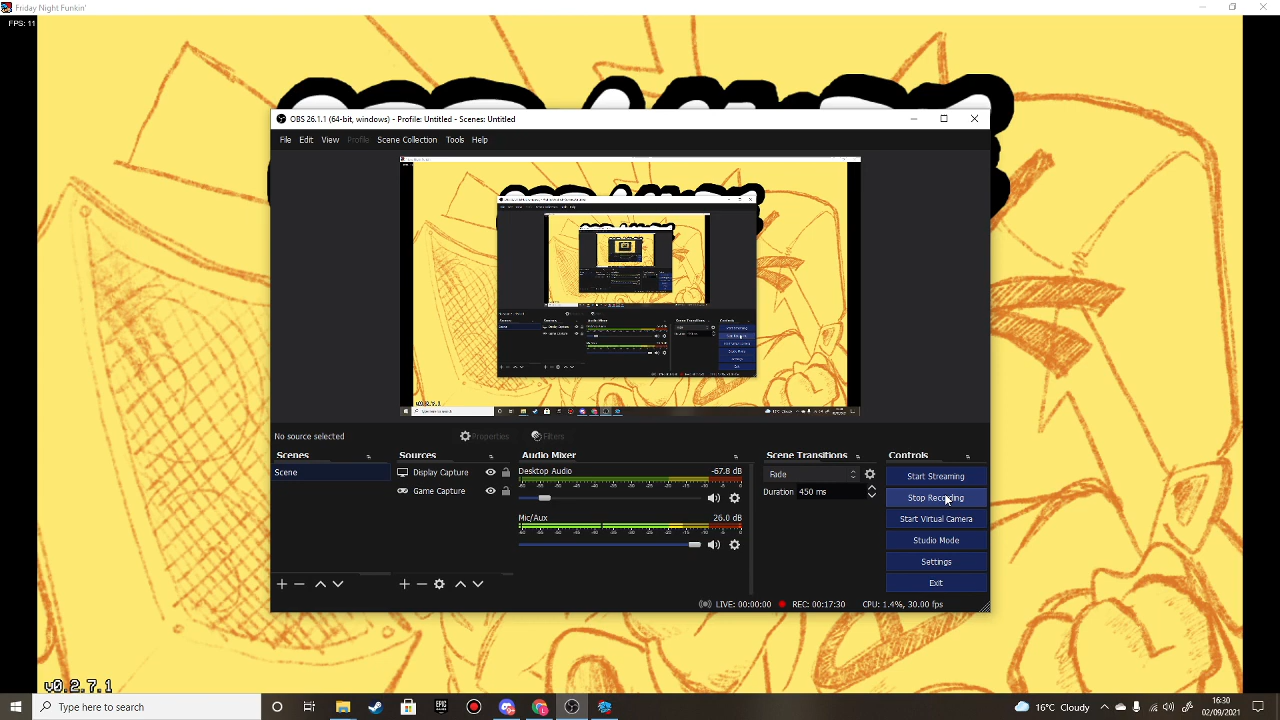 Friday Night Funkin'
FPS: 11
OBS 26.1.1 (64-bit, windows) - Profile: Untitled - Scenes: Untitled
File Edit View Profile Scene Collection Tools Help
No source selected Properties Filters
Scenes
Scene
Sources
Display Capture
Game Capture
Audio Mixer
Desktop Audio -67.8 dB
Mic/Aux 26.0 dB
Scene Transitions
Fade
Duration 450 ms
Controls
Start Streaming
Stop Recording
Start Virtual Camera
Studio Mode
Settings
Exit
LIVE: 00:00:00 REC: 00:17:30 CPU: 1.4%, 30.00 fps
v0.2.7.1
Type here to search
16°C Cloudy
16:30
02/09/2021